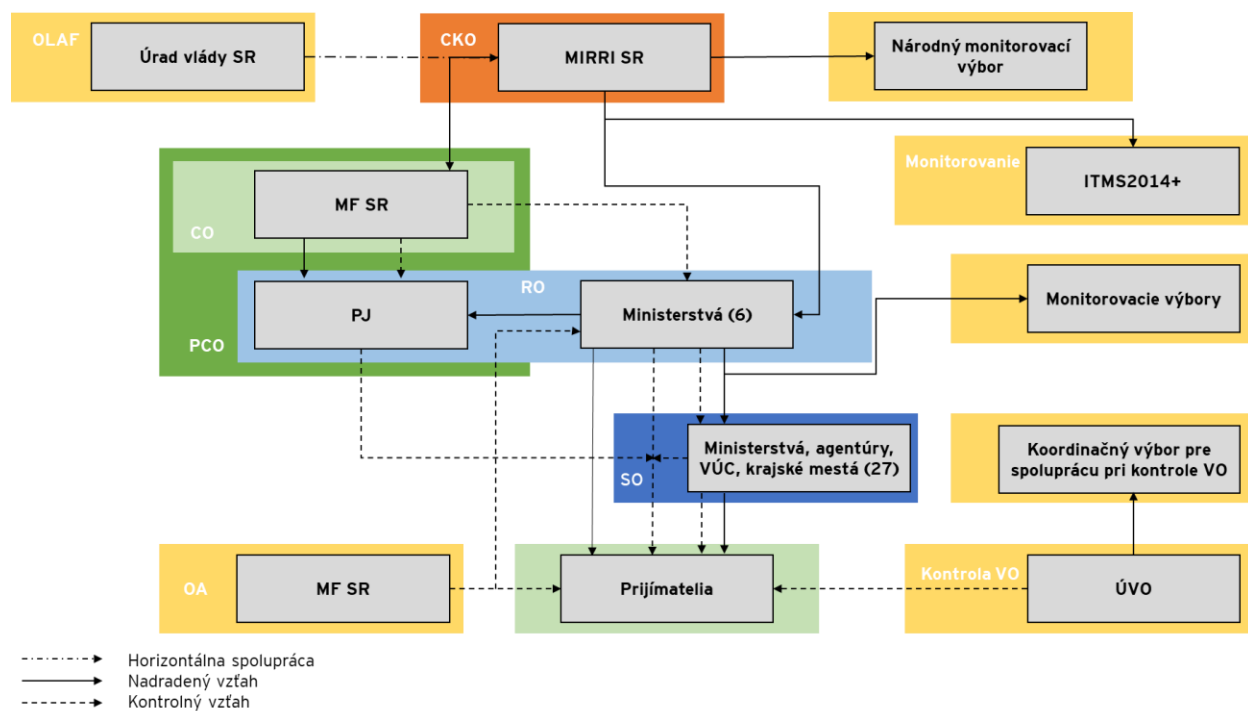 OLAF
Úrad vlády SR
CKO
MIRRI SR
Národný monitorovací
výbor
Monitorovanie
ITMS2014+
MF SR
CO
RO
PJ
Ministerstvá (6)
Monitorovacie výbory
PCO
Ministerstvá, agentúry,
VÚC, krajské mestá (27)
SO
Koordinačný výbor pre
spoluprácu pri kontrole VO
OA
MF SR
Prijímatelia
Kontrola VO
ÚVO
Horizontálna spolupráca
Nadradený vzťah
Kontrolný vzťah